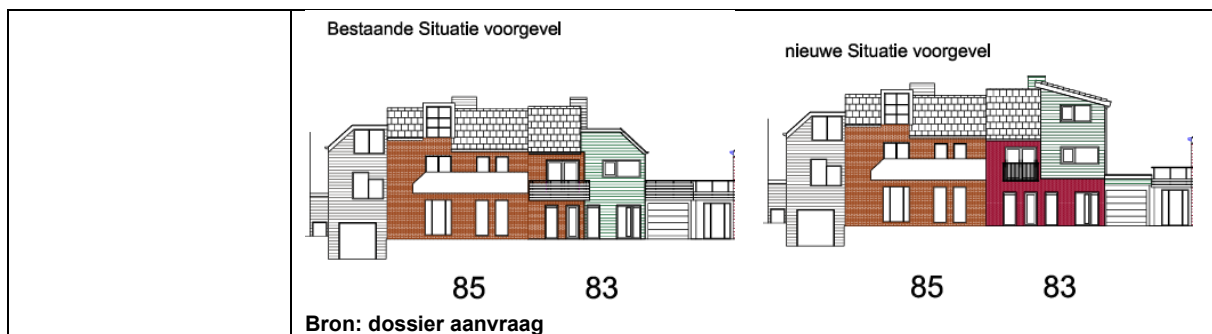 Bestaande Situatie voorgevel
nieuwe Situatie voorgevel
85 83
85 83
Bron: dossier aanvraag